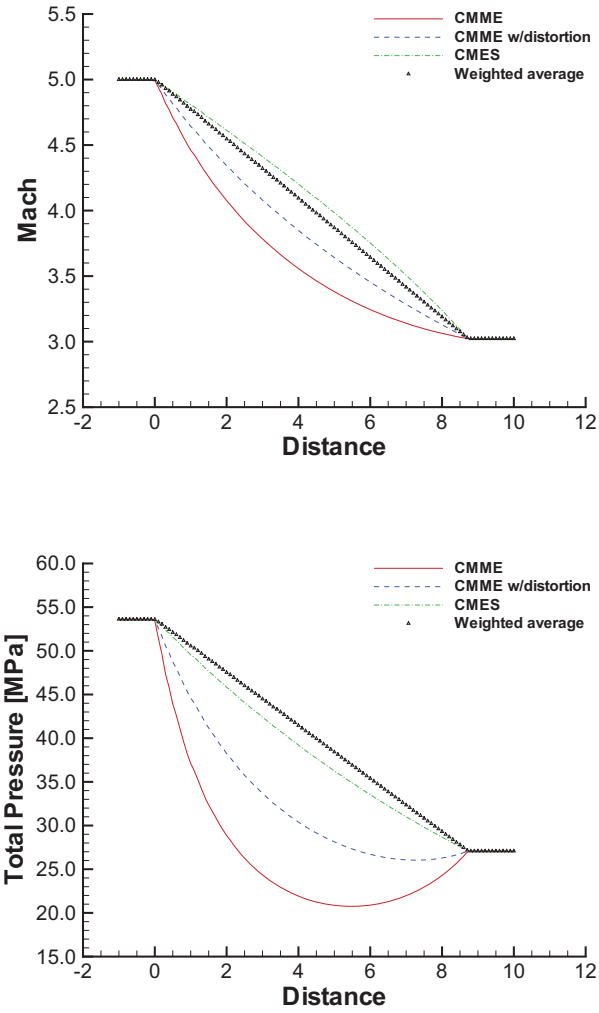 5.5
5.0
4.5
4.0
3.5
3.0
2.5
Mach
CMME
CMME w/distortion
CMES
Weighted average
-2 0 2 4 6 8 10 12
Distance
60.0
55.0
50.0
45.0
40.0
35.0
30.0
25.0
20.0
15.0
Total Pressure [MPa]
CMME
CMME w/distortion
CMES
Weighted average
-2 0 2 4 6 8 10 12
Distance